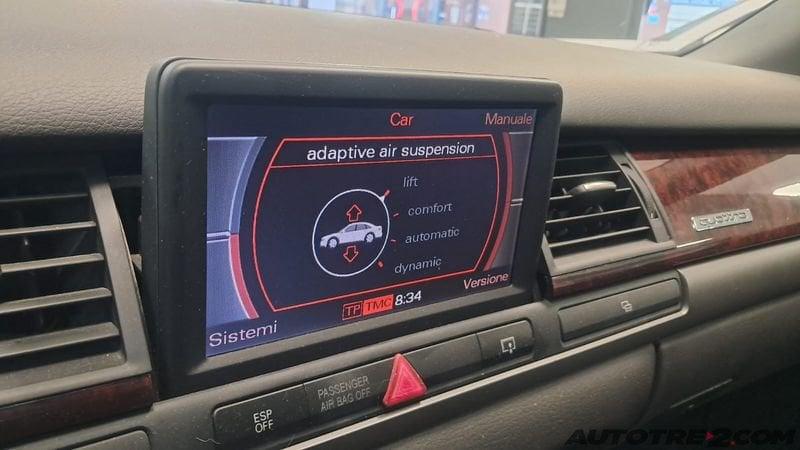 Car
Manuale
adaptive air suspension
lift
comfort
automatic
dynamic
TP TMC 8:34
Versione
Sistemi
quattro
ESP OFF
PASSENGER
AIR BAG OFF
AUTOTRE2.COM